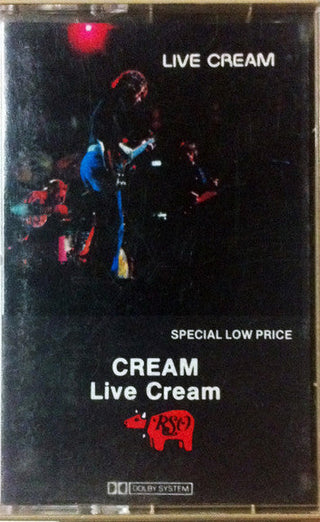 LIVE CREAM
SPECIAL LOW PRICE
CREAM
Live Cream
RSO
DOLBY SYSTEM